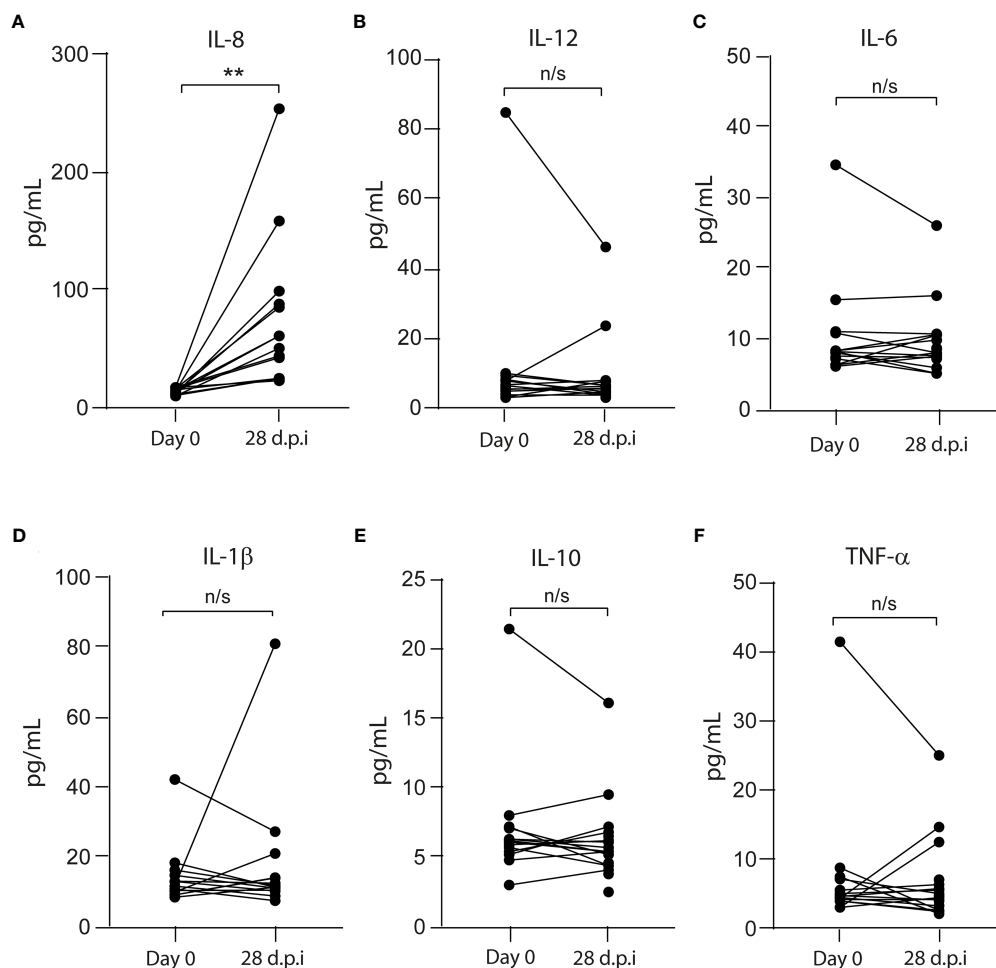 A
IL-8
300
200
100
0
pg/mL
**
Day 0
28 d.p.i
B
IL-12
100
80
60
40
20
0
pg/mL
n/s
Day 0
28 d.p.i
C
IL-6
50
40
30
20
10
0
pg/mL
n/s
Day 0
28 d.p.i
D
IL-1β
100
80
60
40
20
0
pg/mL
n/s
Day 0
28 d.p.i
E
IL-10
25
20
15
10
5
0
pg/mL
n/s
Day 0
28 d.p.i
F
TNF-α
50
40
30
20
10
0
pg/mL
n/s
Day 0
28 d.p.i